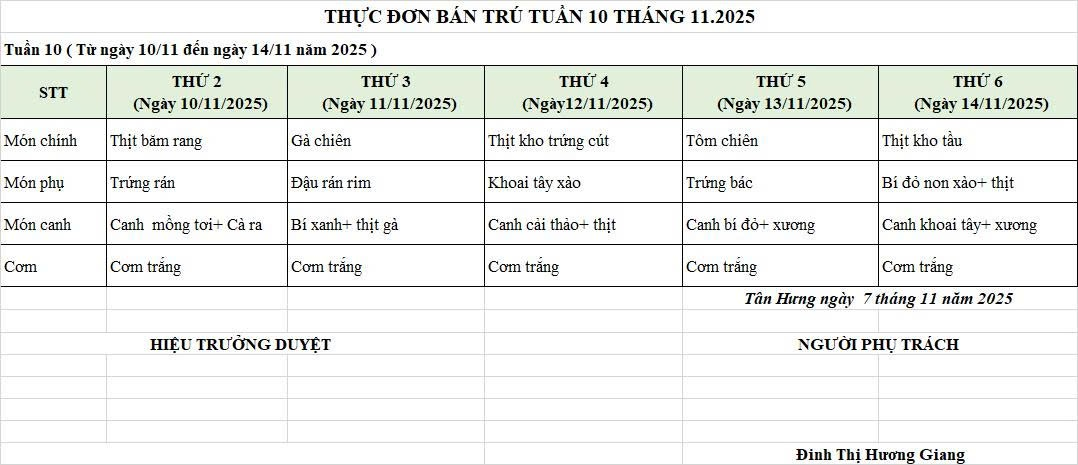 THỰC ĐƠN BÁN TRÚ TUẦN 10 THÁNG 11.2025
Tuần 10 ( Từ ngày 10/11 đến ngày 14/11 năm 2025 )
STT THỨ 2 (Ngày 10/11/2025) THỨ 3 (Ngày 11/11/2025) THỨ 4 (Ngày12/11/2025) THỨ 5 (Ngày 13/11/2025) THỨ 6 (Ngày 14/11/2025)
Món chính Thịt băm rang Gà chiên Thịt kho trứng cút Tôm chiên Thịt kho tầu
Món phụ Trứng rán Đậu rán rim Khoai tây xào Trứng bác Bí đỏ non xào+ thịt
Món canh Canh mồng tơi+ Cà ra Bí xanh+ thịt gà Canh cải thảo+ thịt Canh bí đỏ+ xương Canh khoai tây+ xương
Cơm Cơm trắng Cơm trắng Cơm trắng Cơm trắng Cơm trắng
Tân Hưng ngày 7 tháng 11 năm 2025
HIỆU TRƯỞNG DUYỆT NGƯỜI PHỤ TRÁCH
Đinh Thị Hương Giang